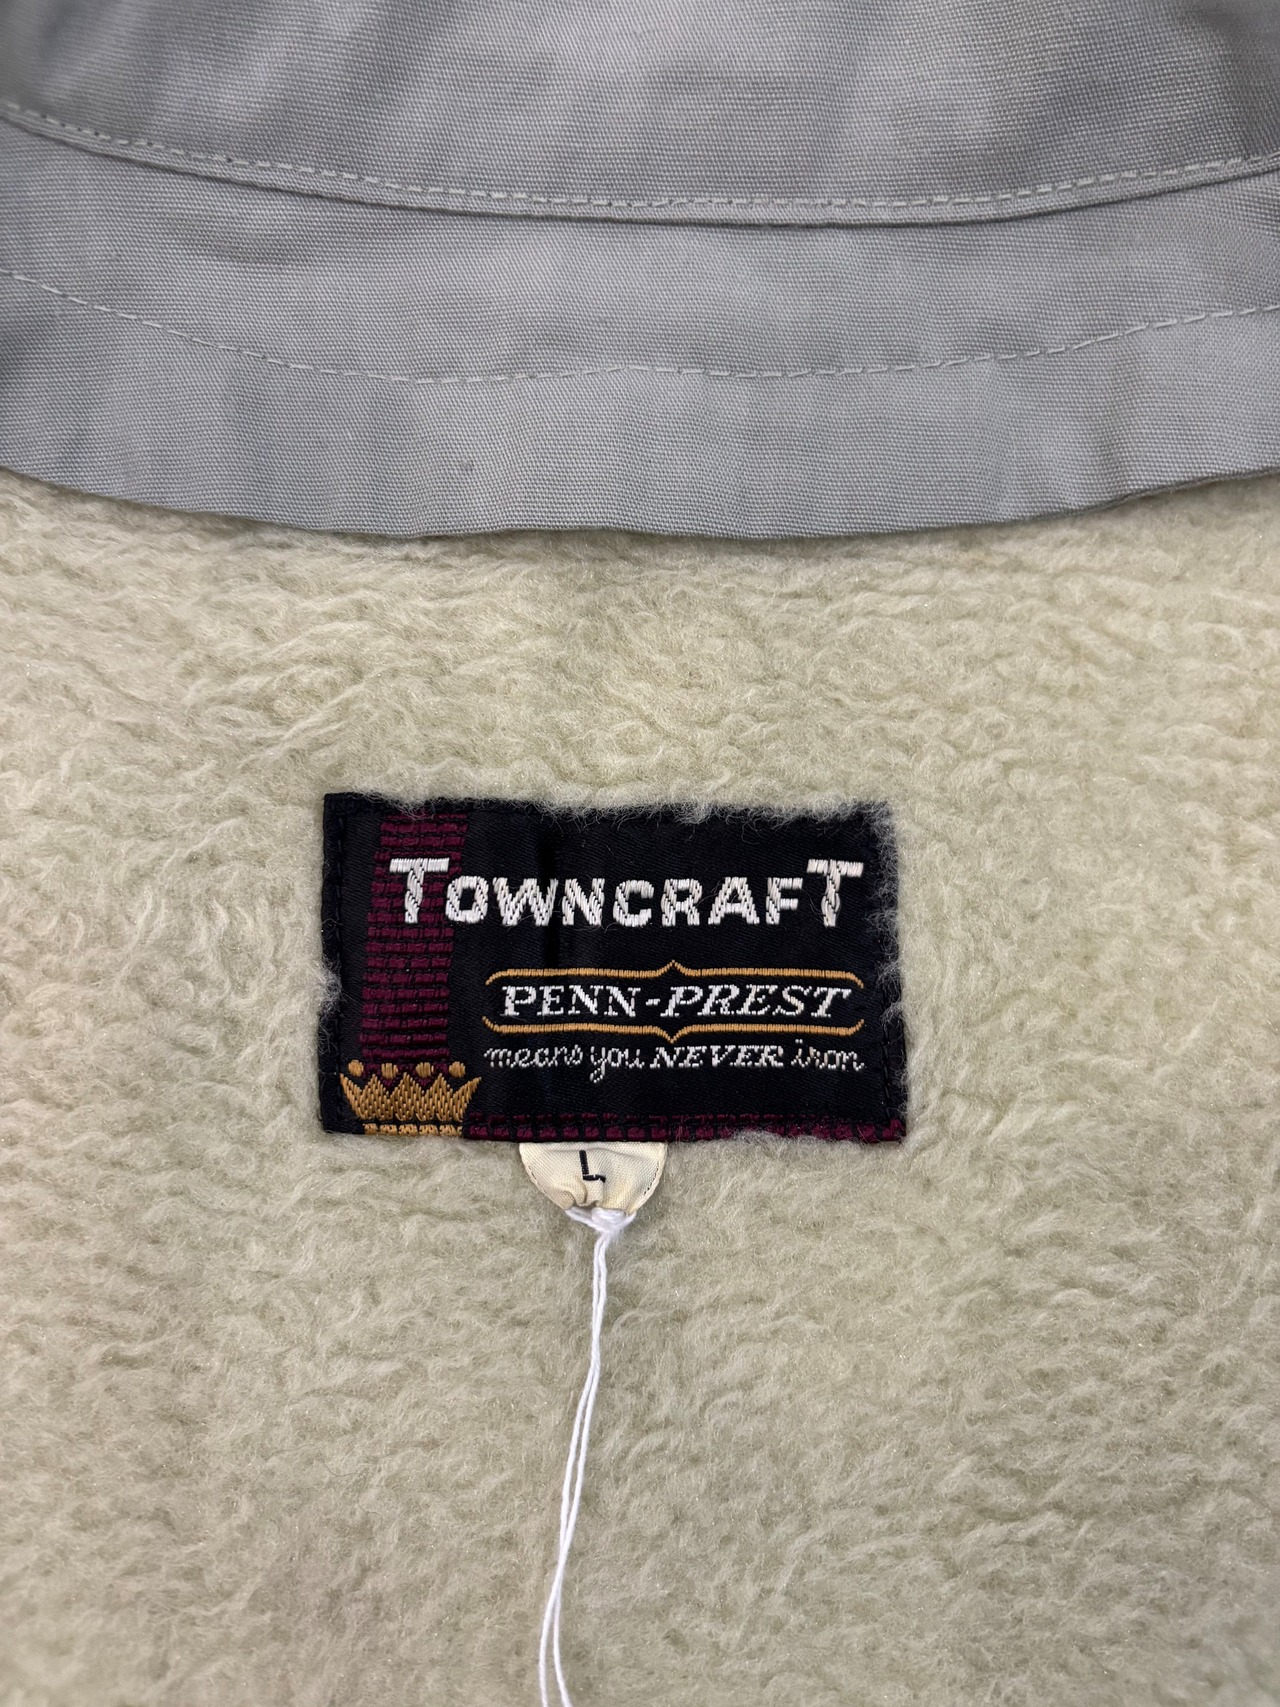 TOWNCRAFT
PENN-PREST
means you NEVER iron
L